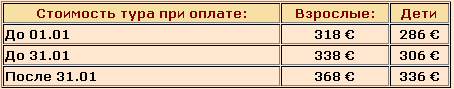 Стоимость тура при оплате: Взрослые: Дети
До 01.01 318 € 286 €
До 31.01 338 € 306 €
После 31.01 368 € 336 €